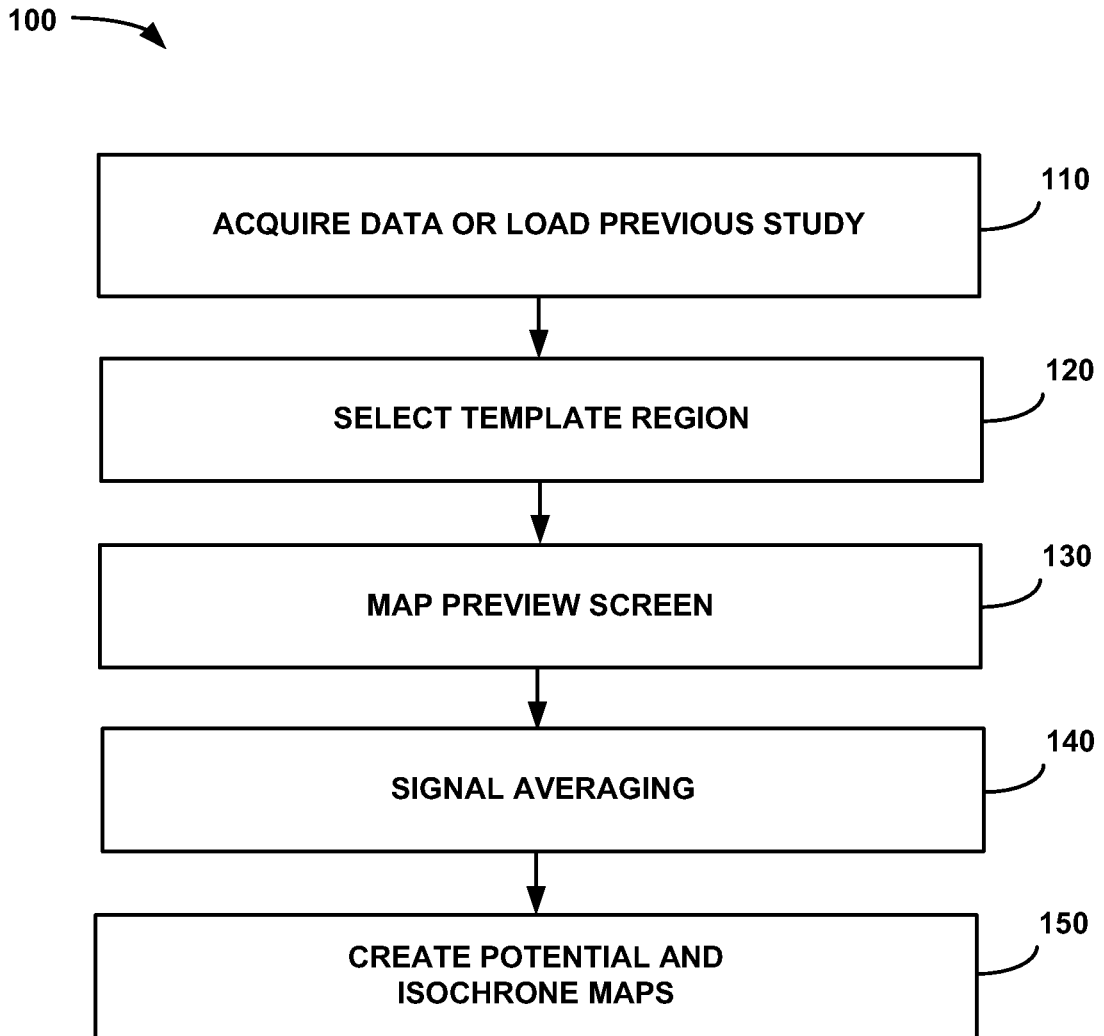 100
110
ACQUIRE DATA OR LOAD PREVIOUS STUDY
120
SELECT TEMPLATE REGION
130
MAP PREVIEW SCREEN
140
SIGNAL AVERAGING
150
CREATE POTENTIAL AND
ISOCHRONE MAPS